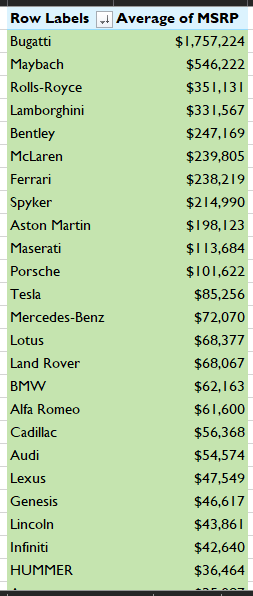 Row Labels Average of MSRP
Bugatti $1,757,224
Maybach $546,222
Rolls-Royce $351,131
Lamborghini $331,567
Bentley $247,169
McLaren $239,805
Ferrari $238,219
Spyker $214,990
Aston Martin $198,123
Maserati $113,684
Porsche $101,622
Tesla $85,256
Mercedes-Benz $72,070
Lotus $68,377
Land Rover $68,067
BMW $62,163
Alfa Romeo $61,600
Cadillac $56,368
Audi $54,574
Lexus $47,549
Genesis $46,617
Lincoln $43,861
Infiniti $42,640
HUMMER $36,464